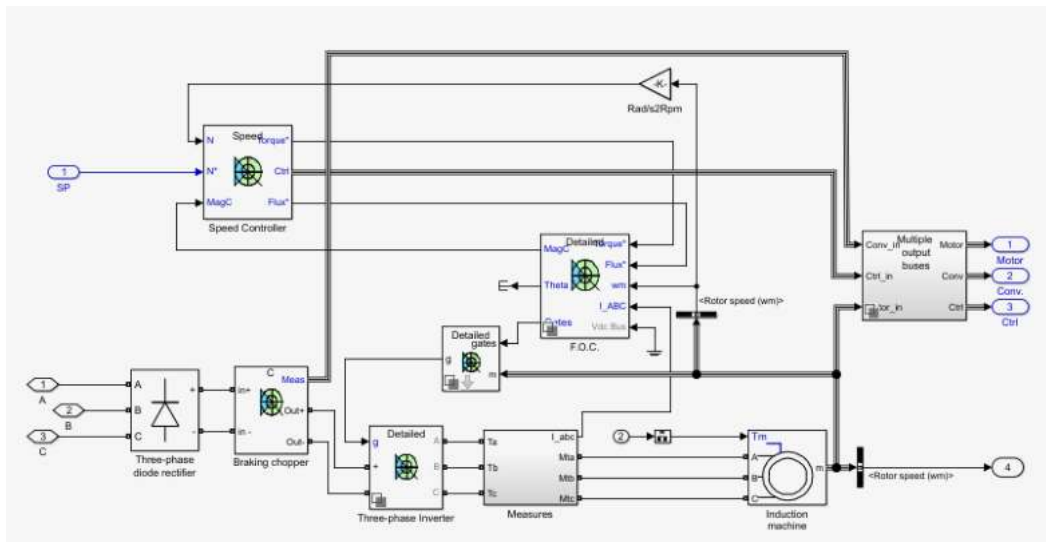 -K-
Rad/s2Rpm
Speed
N
Torque*
1
N*
Ctrl
SP
MagC
Flux*
Speed Controller
Detailed
Torque*
MagC
Flux*
Theta
wm
I_ABC
Gates
Vdc Bus
F.O.C.
<Rotor speed (wm)>
Multiple
output
buses
Conv_in
Motor
1
Motor
Ctrl_in
Conv
2
Conv.
tor_in
Ctrl
3
Ctrl
Detailed
gates
g
m
1
A
2
B
3
C
A
B
C
+
-
Three-phase
diode rectifier
C
Meas
in+
Out+
in -
Out-
Braking chopper
Detailed
g
A
+
B
-
C
Three-phase Inverter
Ta
I_abc
Tb
Mta
Tc
Mtb
Mtc
Measures
2
Tm
A
B
C
m
Induction
machine
<Rotor speed (wm)>
4